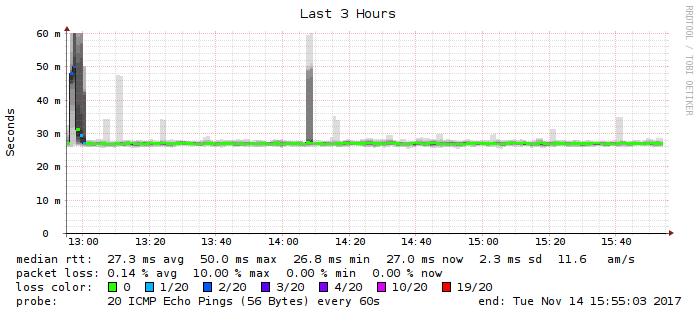 Last 3 Hours
RRDTOOL / TOBI OETIKER
Seconds
60 m
50 m
40 m
30 m
20 m
10 m
0
13:00 13:20 13:40 14:00 14:20 14:40 15:00 15:20 15:40
median rtt: 27.3 ms avg 50.0 ms max 26.8 ms min 27.0 ms now 2.3 ms sd 11.6 am/s
packet loss: 0.14 % avg 10.00 % max 0.00 % min 0.00 % now
loss color: 0 1/20 2/20 3/20 4/20 10/20 19/20
probe: 20 ICMP Echo Pings (56 Bytes) every 60s end: Tue Nov 14 15:55:03 2017